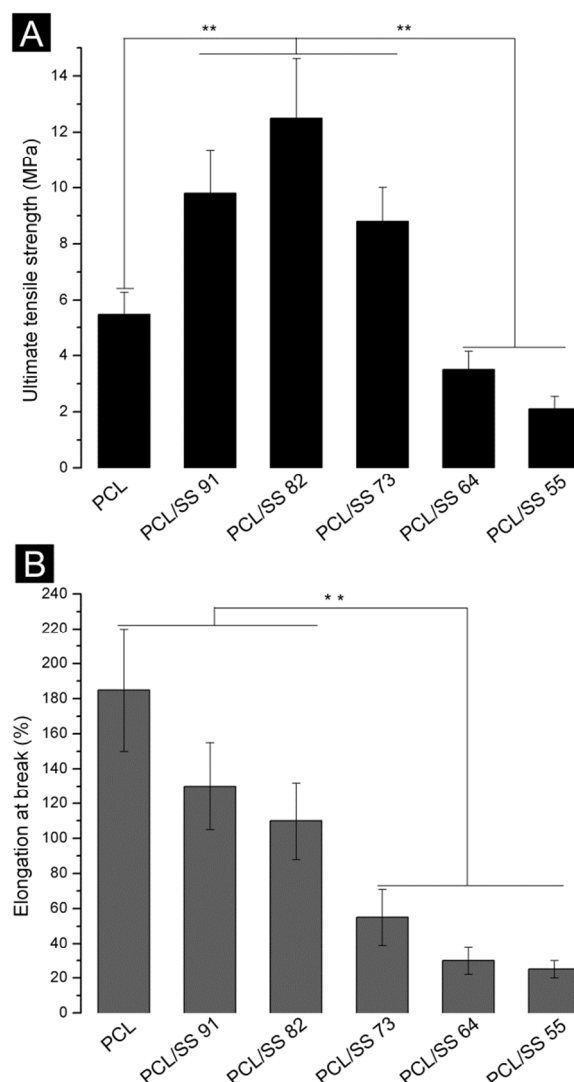 A
** **
Ultimate tensile strength (MPa)
14
12
10
8
6
4
2
0
PCL
PCL/SS 91
PCL/SS 82
PCL/SS 73
PCL/SS 64
PCL/SS 55
B
* *
Elongation at break (%)
240
220
200
180
160
140
120
100
80
60
40
20
0
PCL
PCL/SS 91
PCL/SS 82
PCL/SS 73
PCL/SS 64
PCL/SS 55